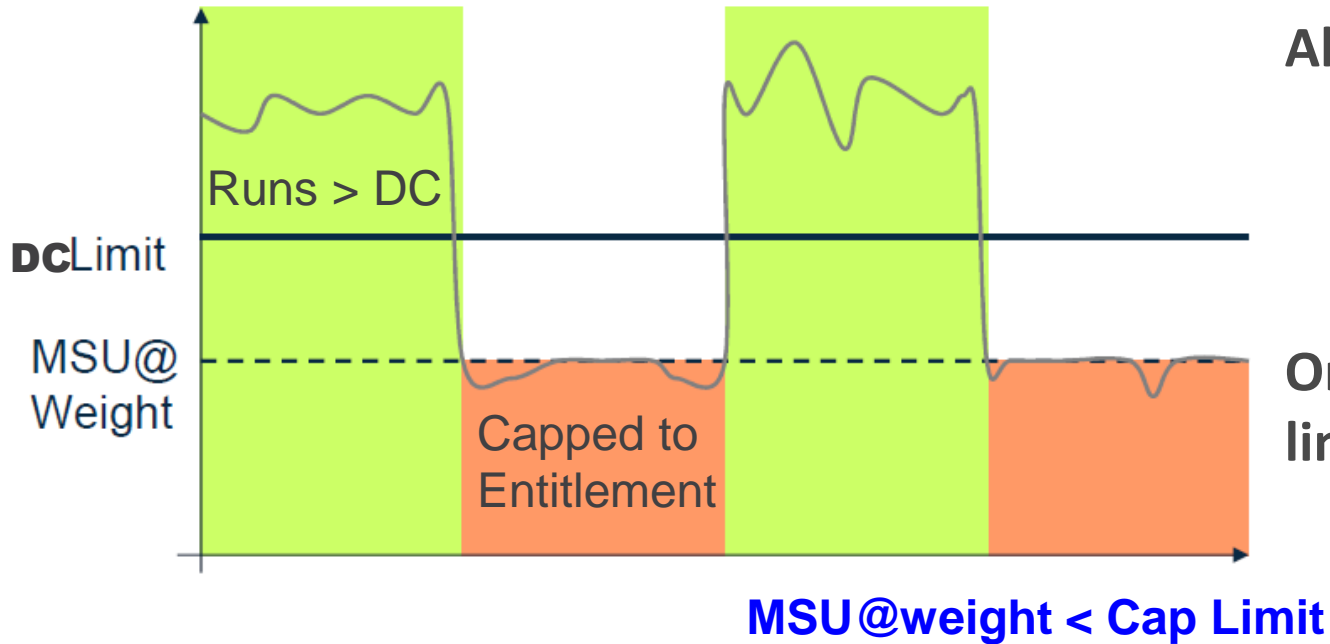 Runs > DC
DCLimit
MSU@
Weight
Capped to
Entitlement
MSU@weight < Cap Limit